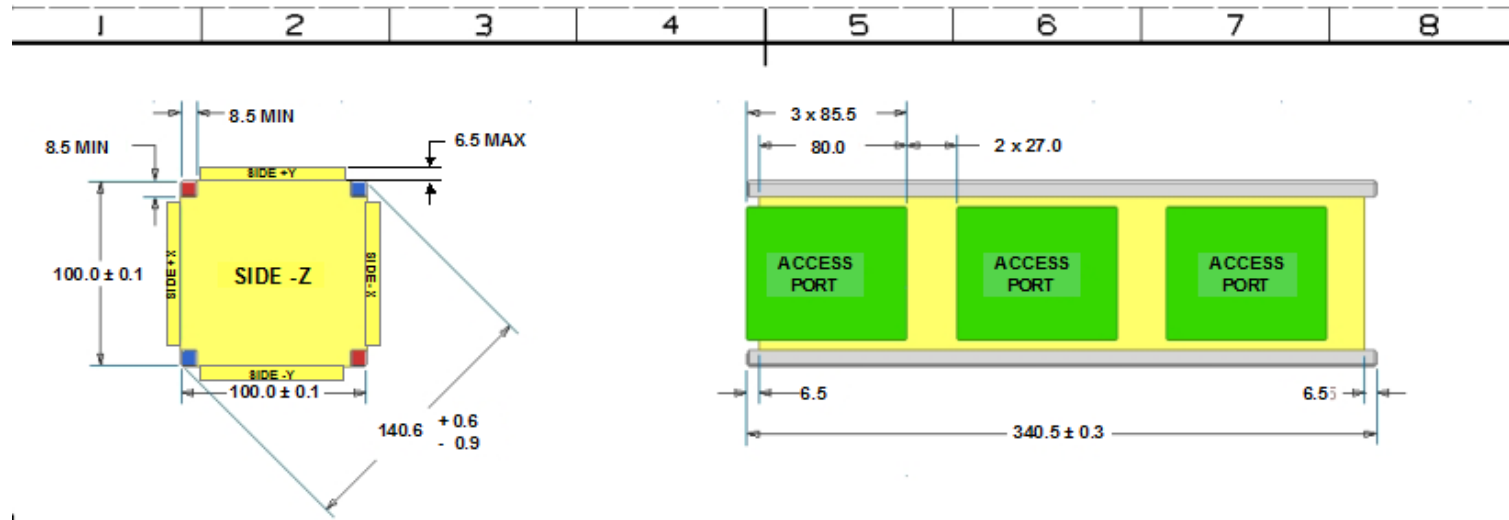 1 2 3 4 5 6 7 8
8.5 MIN
3 x 85.5
8.5 MIN
6.5 MAX
80.0
2 x 27.0
SIDE +Y
SIDE +X
SIDE -Z
SIDE-X
100.0 ± 0.1
ACCESS
PORT
ACCESS
PORT
ACCESS
PORT
SIDE -Y
100.0 ± 0.1
6.5
6.5
140.6 + 0.6
- 0.9
340.5 ± 0.3